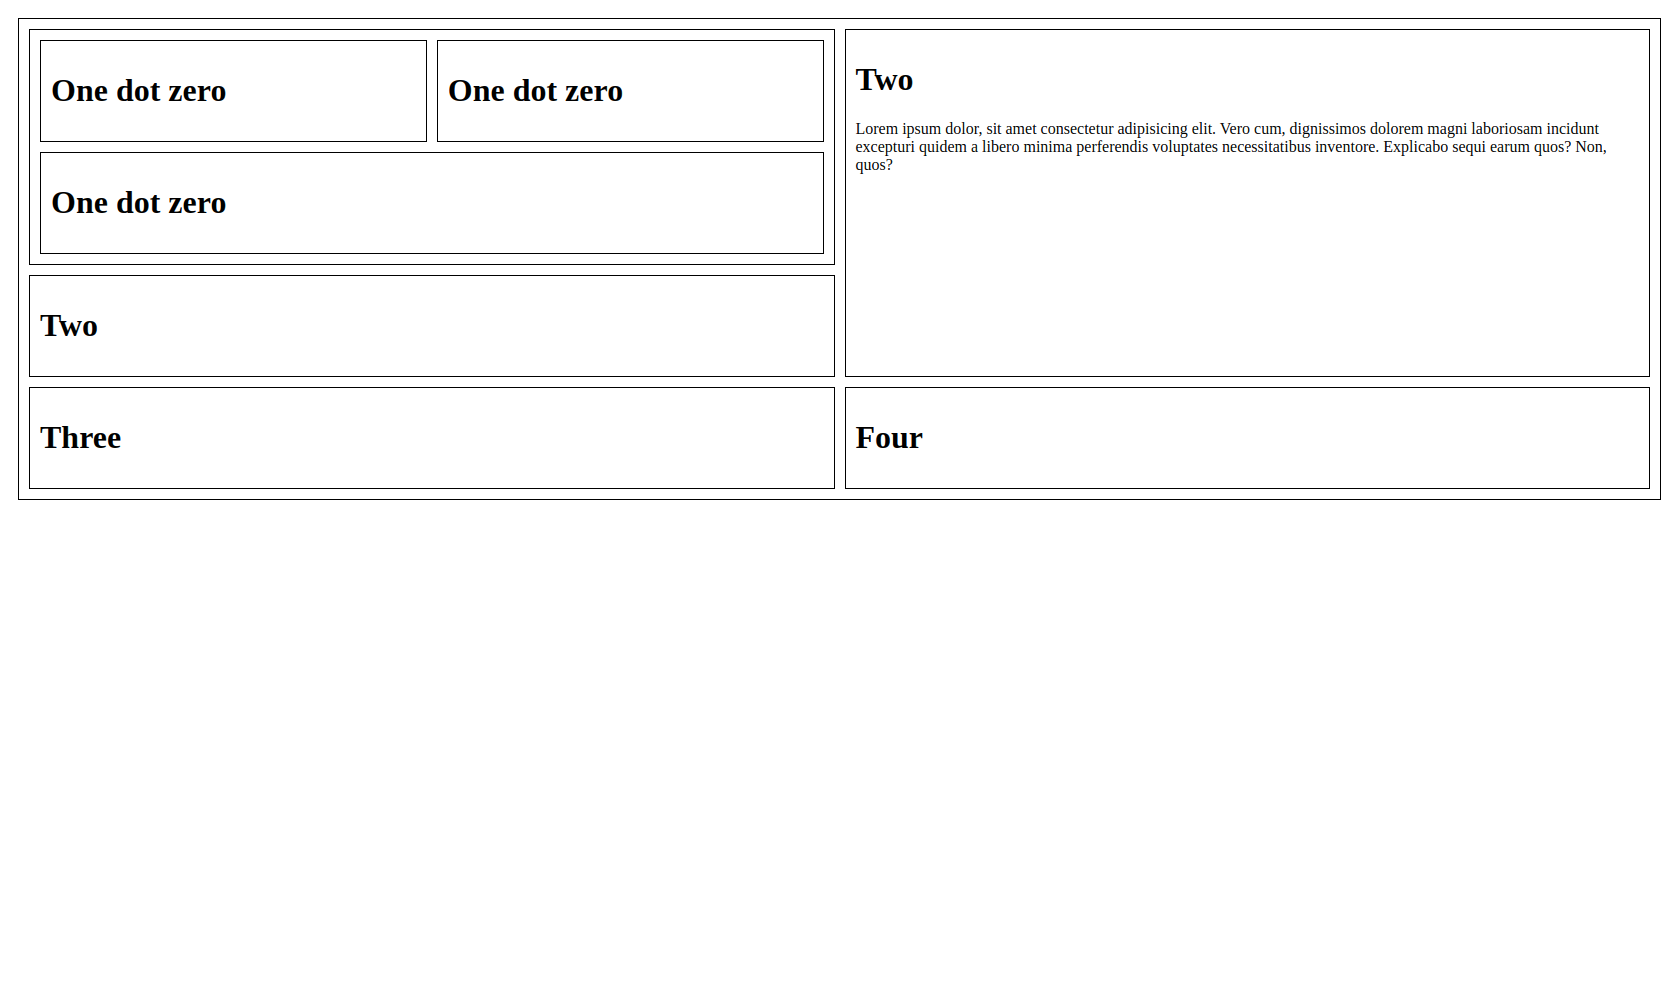 One dot zero
One dot zero
One dot zero
Two
Two
Lorem ipsum dolor, sit amet consectetur adipisicing elit. Vero cum, dignissimos dolorem magni laboriosam incidunt
excepturi quidem a libero minima perferendis voluptates necessitatibus inventore. Explicabo sequi earum quos? Non,
quos?
Three
Four